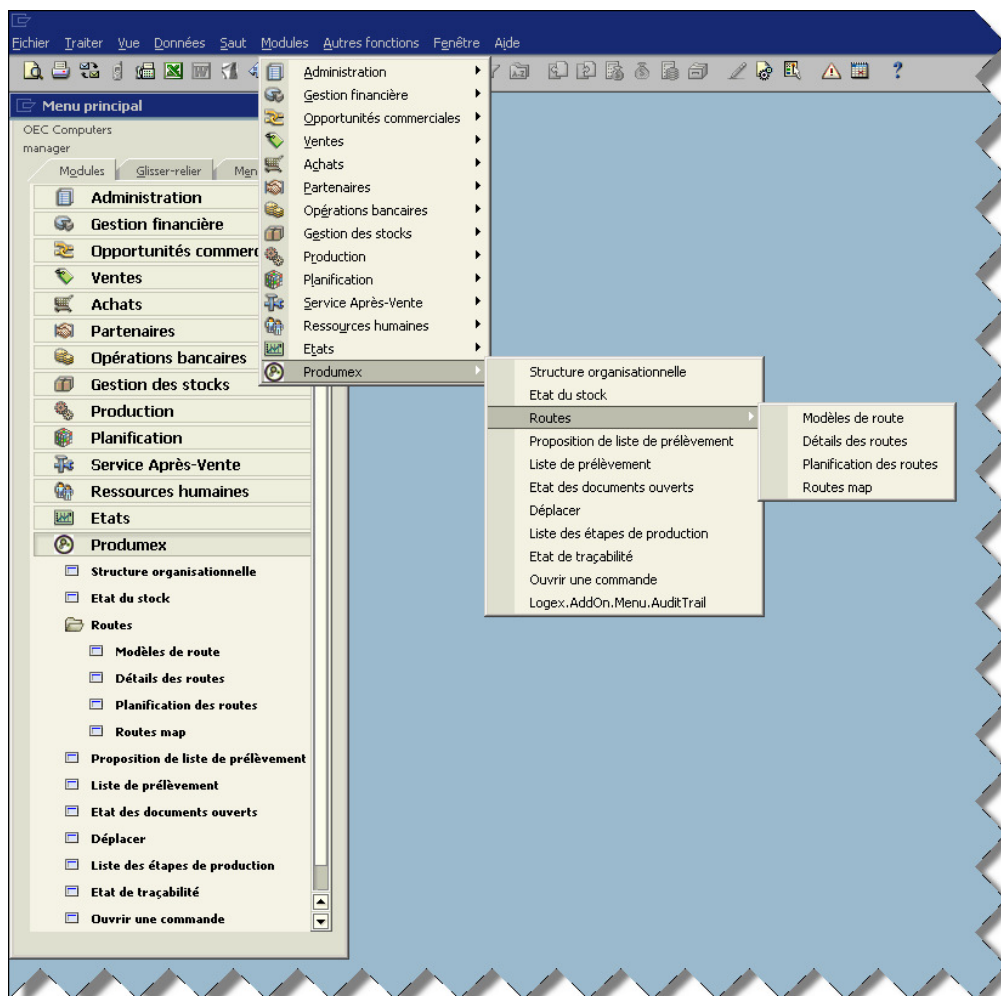 Fichier Traiter Vue Données Saut Modules Autres fonctions Fenêtre Aide
Menu principal
OEC Computers
manager
Modules Glisser-relier Men
Administration
Gestion financière
Opportunités commerc
Ventes
Achats
Partenaires
Opérations bancaires
Gestion des stocks
Production
Planification
Service Après-Vente
Ressources humaines
Etats
Produmex
Structure organisationnelle
Etat du stock
Routes
Modèles de route
Détails des routes
Planification des routes
Routes map
Proposition de liste de prélèvement
Liste de prélèvement
Etat des documents ouverts
Déplacer
Liste des étapes de production
Etat de traçabilité
Ouvrir une commande
Administration
Gestion financière
Opportunités commerciales
Ventes
Achats
Partenaires
Opérations bancaires
Gestion des stocks
Production
Planification
Service Après-Vente
Ressources humaines
Etats
Produmex
Structure organisationnelle
Etat du stock
Routes
Proposition de liste de prélèvement
Liste de prélèvement
Etat des documents ouverts
Déplacer
Liste des étapes de production
Etat de traçabilité
Ouvrir une commande
Logex.AddOn.Menu.AuditTrail
Modèles de route
Détails des routes
Planification des routes
Routes map